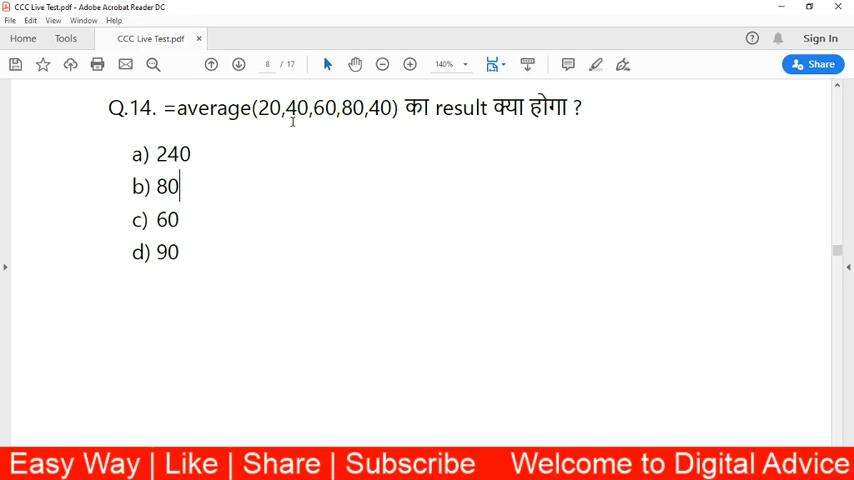 CCC Live Test.pdf - Adobe Acrobat Reader DC
File Edit View Window Help
Home Tools CCC Live Test.pdf × Sign In
8 / 17 140% Share
Q.14. =average(20,40,60,80,40) का result क्या होगा ?
a) 240
b) 80
c) 60
d) 90
Easy Way | Like | Share | Subscribe Welcome to Digital Advice